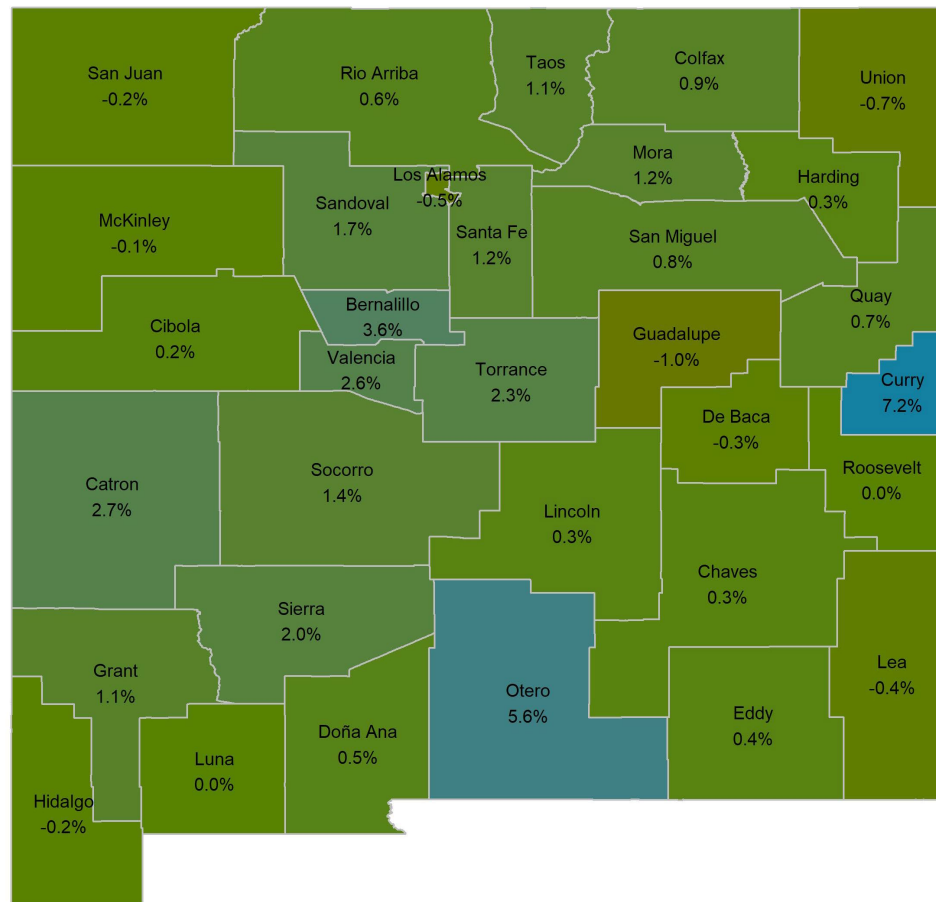 San Juan
-0.2%
Rio Arriba
0.6%
Taos
1.1%
Colfax
0.9%
Union
-0.7%
Mora
1.2%
Harding
0.3%
Los Alamos
-0.5%
Sandoval
1.7%
McKinley
-0.1%
Santa Fe
1.2%
San Miguel
0.8%
Quay
0.7%
Bernalillo
3.6%
Cibola
0.2%
Guadalupe
-1.0%
Valencia
2.6%
Torrance
2.3%
Curry
7.2%
De Baca
-0.3%
Catron
2.7%
Socorro
1.4%
Roosevelt
0.0%
Lincoln
0.3%
Chaves
0.3%
Sierra
2.0%
Grant
1.1%
Otero
5.6%
Lea
-0.4%
Eddy
0.4%
Doña Ana
0.5%
Luna
0.0%
Hidalgo
-0.2%